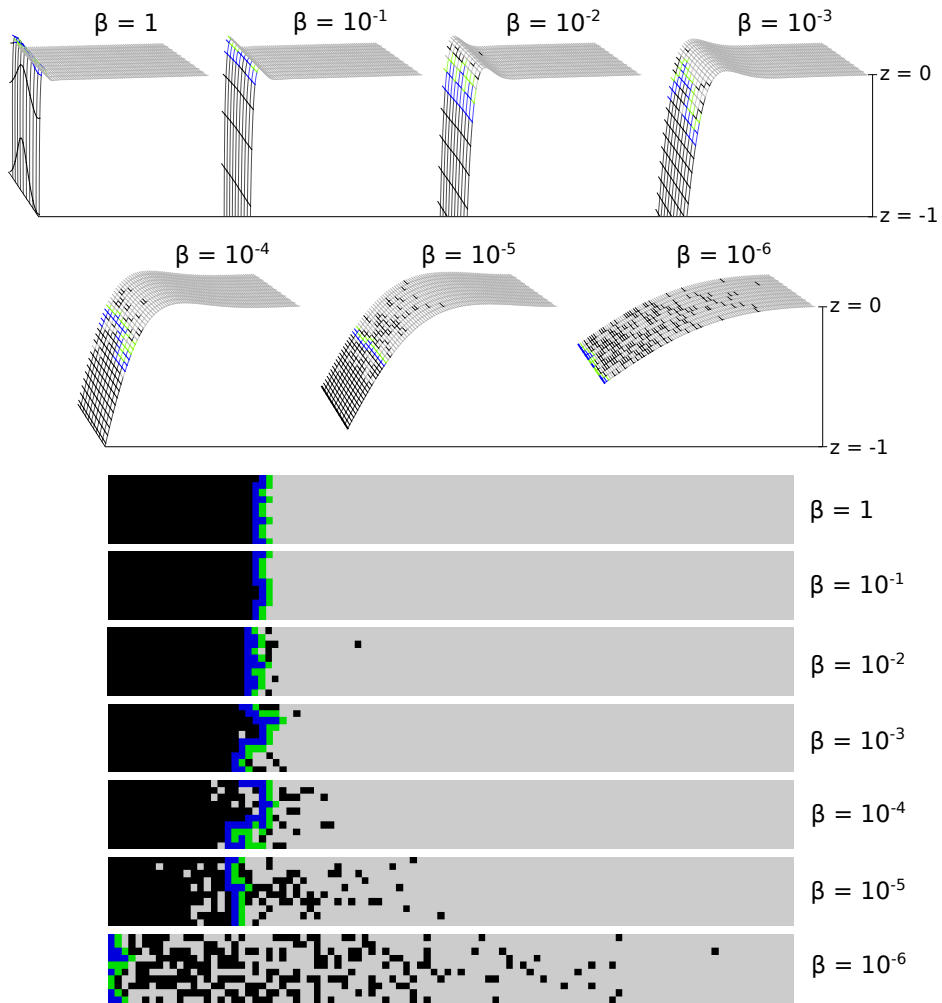 β = 1 β = 10⁻¹ β = 10⁻² β = 10⁻³
z = 0
z = -1
β = 10⁻⁴ β = 10⁻⁵ β = 10⁻⁶
z = 0
z = -1
β = 1
β = 10⁻¹
β = 10⁻²
β = 10⁻³
β = 10⁻⁴
β = 10⁻⁵
β = 10⁻⁶